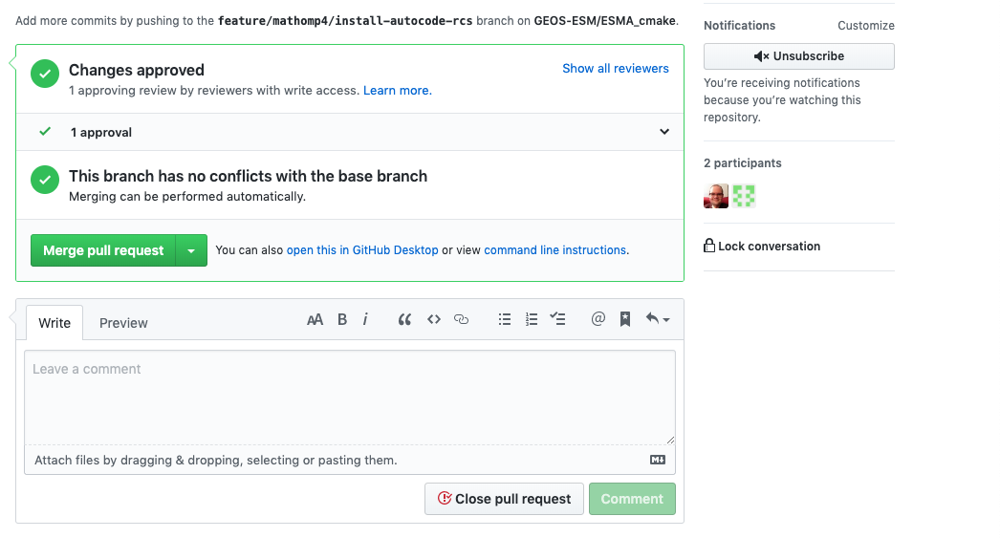 Add more commits by pushing to the feature/mathomp4/install-autocode-rcs branch on GEOS-ESM/ESMA_cmake.
Changes approved
Show all reviewers
1 approving review by reviewers with write access. Learn more.
1 approval
This branch has no conflicts with the base branch
Merging can be performed automatically.
Merge pull request
You can also open this in GitHub Desktop or view command line instructions.
Write
Preview
AA B i
Leave a comment
Attach files by dragging & dropping, selecting or pasting them.
Close pull request
Comment
Notifications
Customize
Unsubscribe
You're receiving notifications
because you're watching this
repository.
2 participants
Lock conversation